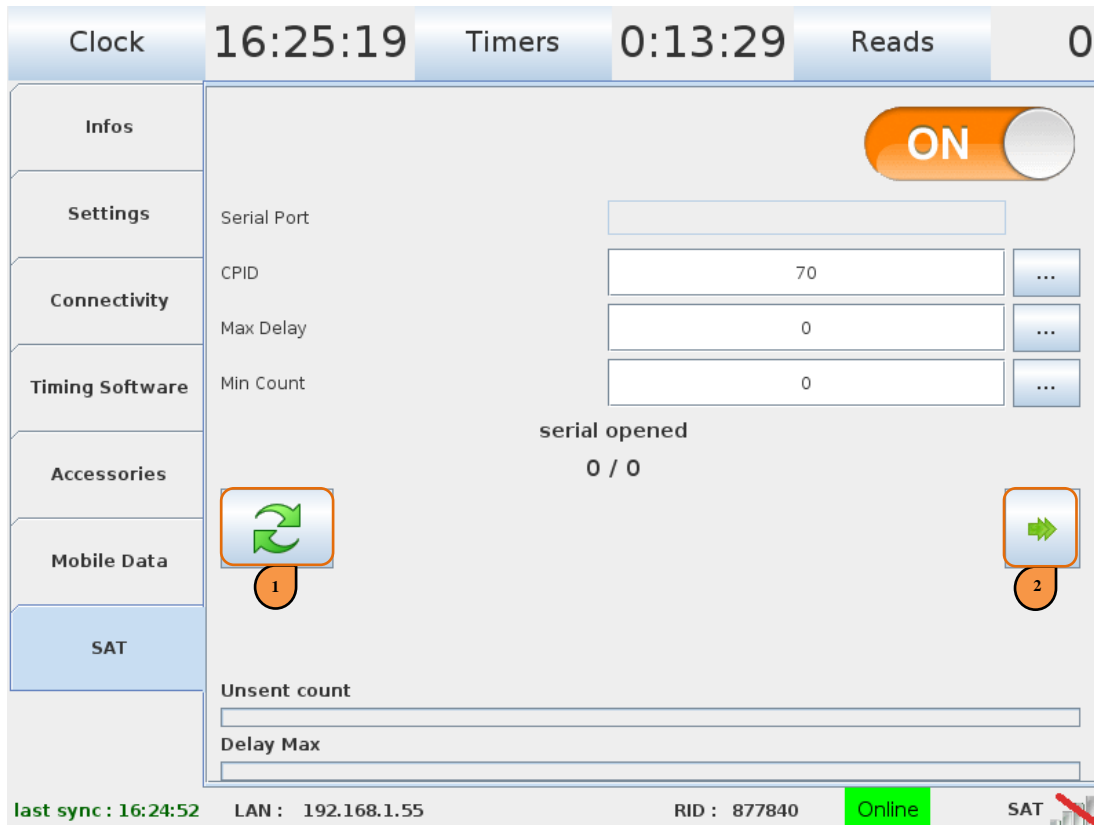 Clock 16:25:19 Timers 0:13:29 Reads 0
Infos
ON
Settings
Serial Port
CPID 70 ...
Connectivity
Max Delay 0 ...
Timing Software
Min Count 0 ...
serial opened
0 / 0
Accessories
Mobile Data
1 2
SAT
Unsent count
Delay Max
last sync : 16:24:52 LAN : 192.168.1.55 RID : 877840 Online SAT